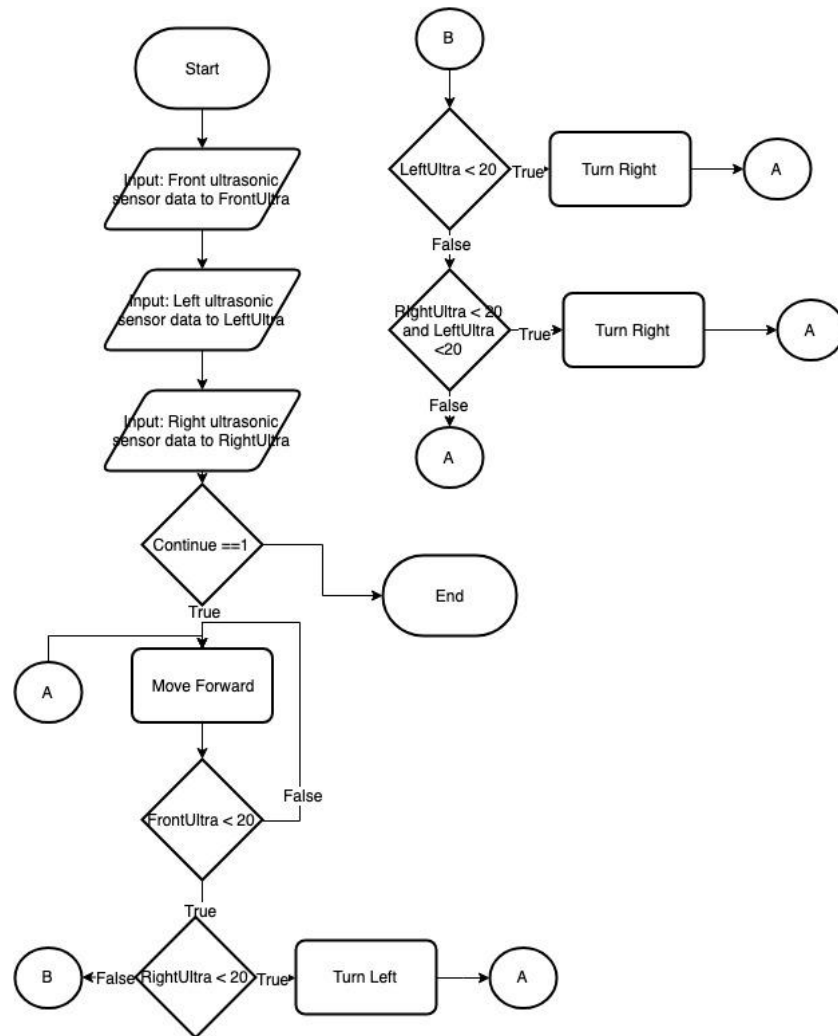 Start
Input: Front ultrasonic
sensor data to FrontUltra
Input: Left ultrasonic
sensor data to LeftUltra
Input: Right ultrasonic
sensor data to RightUltra
Continue ==1
True
End
A
Move Forward
False
FrontUltra < 20
True
B
False
RightUltra < 20
True
Turn Left
A
B
LeftUltra < 20
True
Turn Right
A
False
RightUltra < 20
and LeftUltra
<20
True
Turn Right
A
False
A